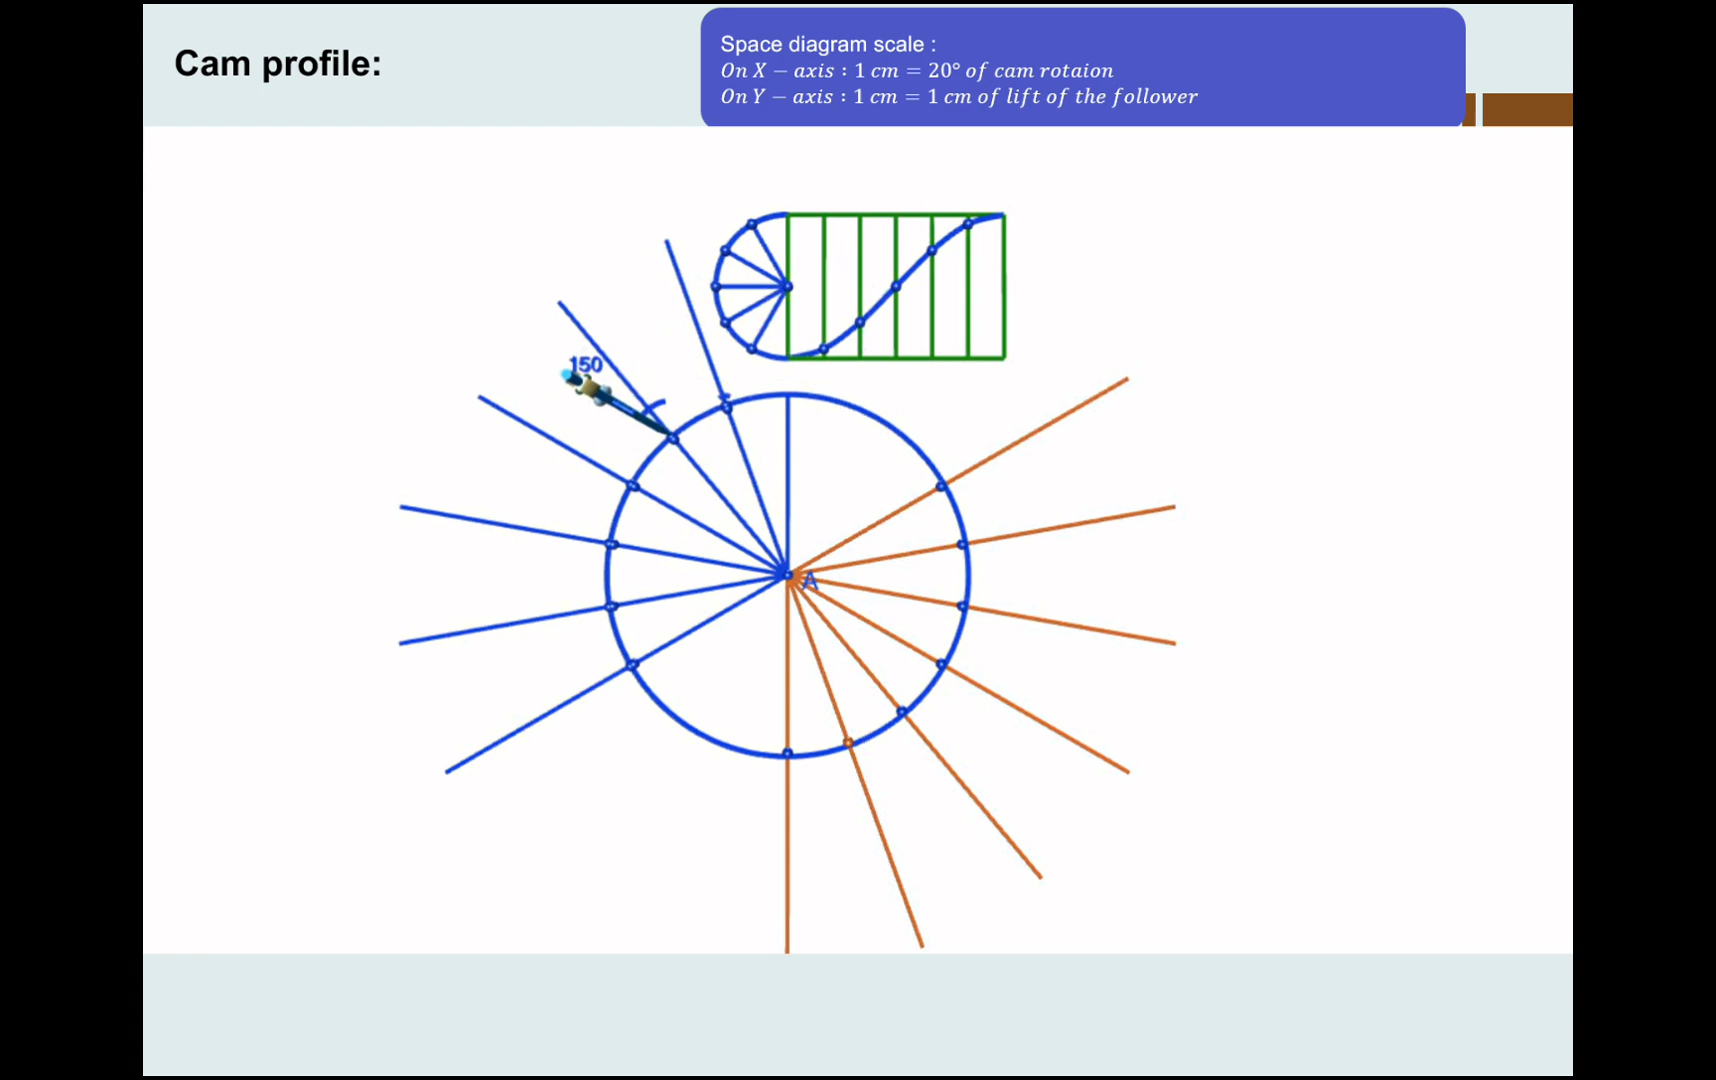 Cam profile:
Space diagram scale :
On X − axis : 1 cm = 20° of cam rotaion
On Y − axis : 1 cm = 1 cm of lift of the follower
150
A